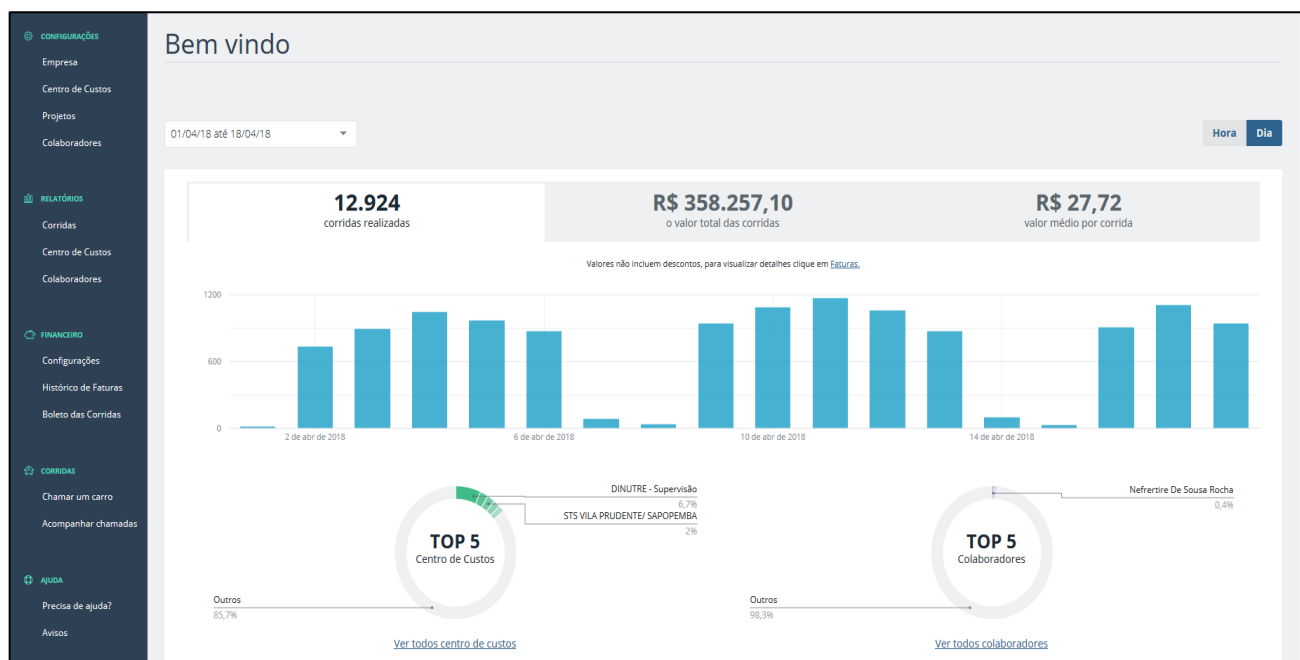 CONFIGURAÇÕES
Empresa
Centro de Custos
Projetos
Colaboradores
RELATÓRIOS
Corridas
Centro de Custos
Colaboradores
FINANCEIRO
Configurações
Histórico de Faturas
Boleto das Corridas
CORRIDAS
Chamar um carro
Acompanhar chamadas
AJUDA
Precisa de ajuda?
Avisos
Bem vindo
01/04/18 até 18/04/18
Hora Dia
12.924
corridas realizadas
R$ 358.257,10
o valor total das corridas
R$ 27,72
valor médio por corrida
Valores não incluem descontos, para visualizar detalhes clique em Faturas.
1200
600
0
2 de abr de 2018
6 de abr de 2018
10 de abr de 2018
14 de abr de 2018
DINUTRE - Supervisão
6,7%
STS VILA PRUDENTE/ SAPOPEMBA
2%
TOP 5
Centro de Custos
Outros
85,7%
Ver todos centro de custos
Nefrertire De Sousa Rocha
0,4%
TOP 5
Colaboradores
Outros
98,3%
Ver todos colaboradores